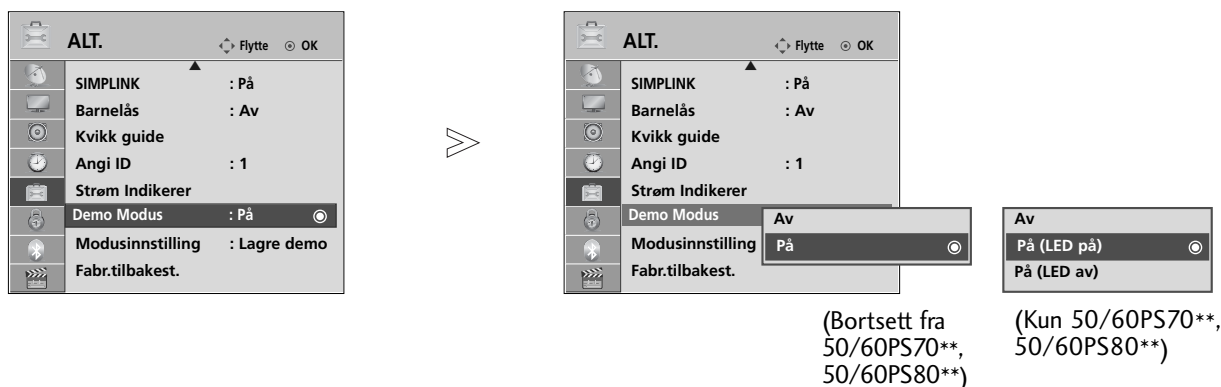 ALT. Flytte OK
SIMPLINK : På
Barnelås : Av
Kvikk guide
Angi ID : 1
Strøm Indikerer
Demo Modus : På
Modusinnstilling : Lagre demo
Fabr.tilbakest.
ALT. Flytte OK
SIMPLINK : På
Barnelås : Av
Kvikk guide
Angi ID : 1
Strøm Indikerer
Demo Modus
Modusinnstilling
Fabr.tilbakest.
Av
På
(Bortsett fra
50/60PS70**,
50/60PS80**)
Av
På (LED på)
På (LED av)
(Kun 50/60PS70**,
50/60PS80**)